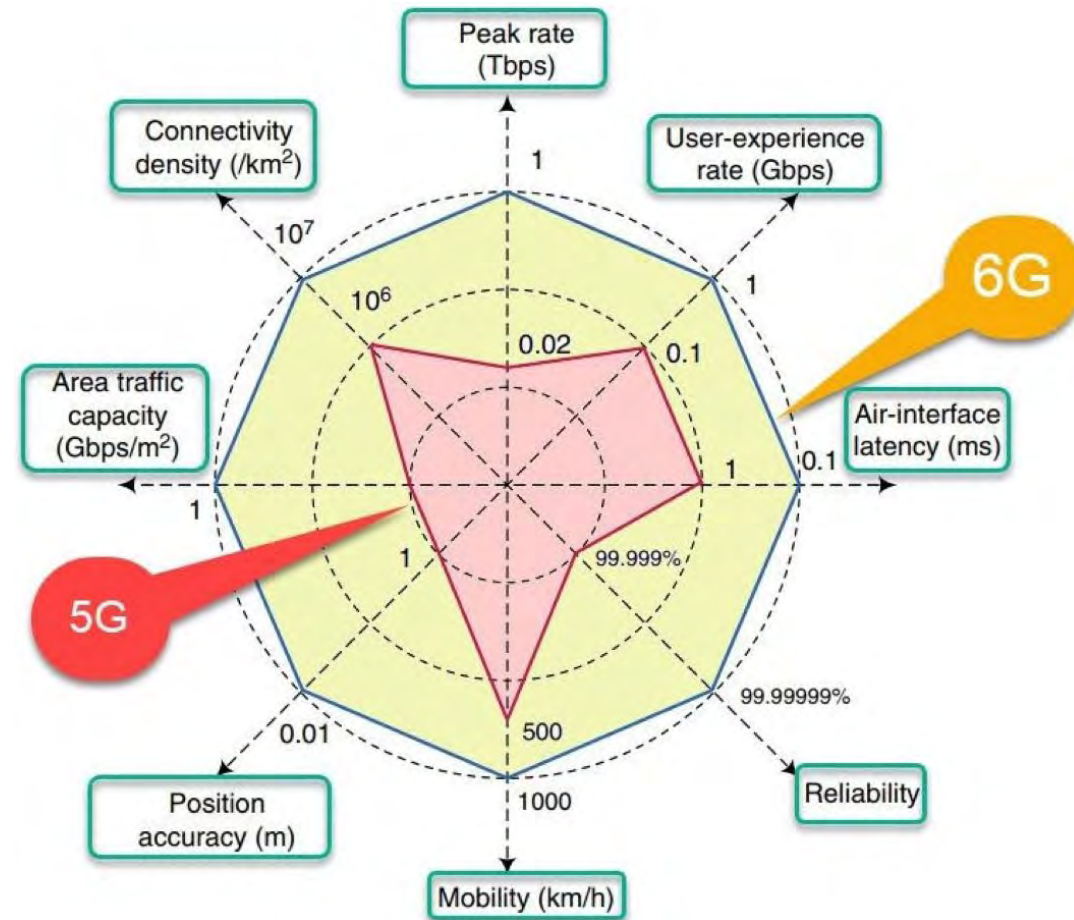 Peak rate
(Tbps)
Connectivity
density (/km²)
User-experience
rate (Gbps)
1
10⁷
1
10⁶
6G
0.02
0.1
Area traffic
capacity
(Gbps/m²)
Air-interface
latency (ms)
1
0.1
1
1
99.999%
5G
99.99999%
0.01
500
1000
Position
accuracy (m)
Reliability
Mobility (km/h)